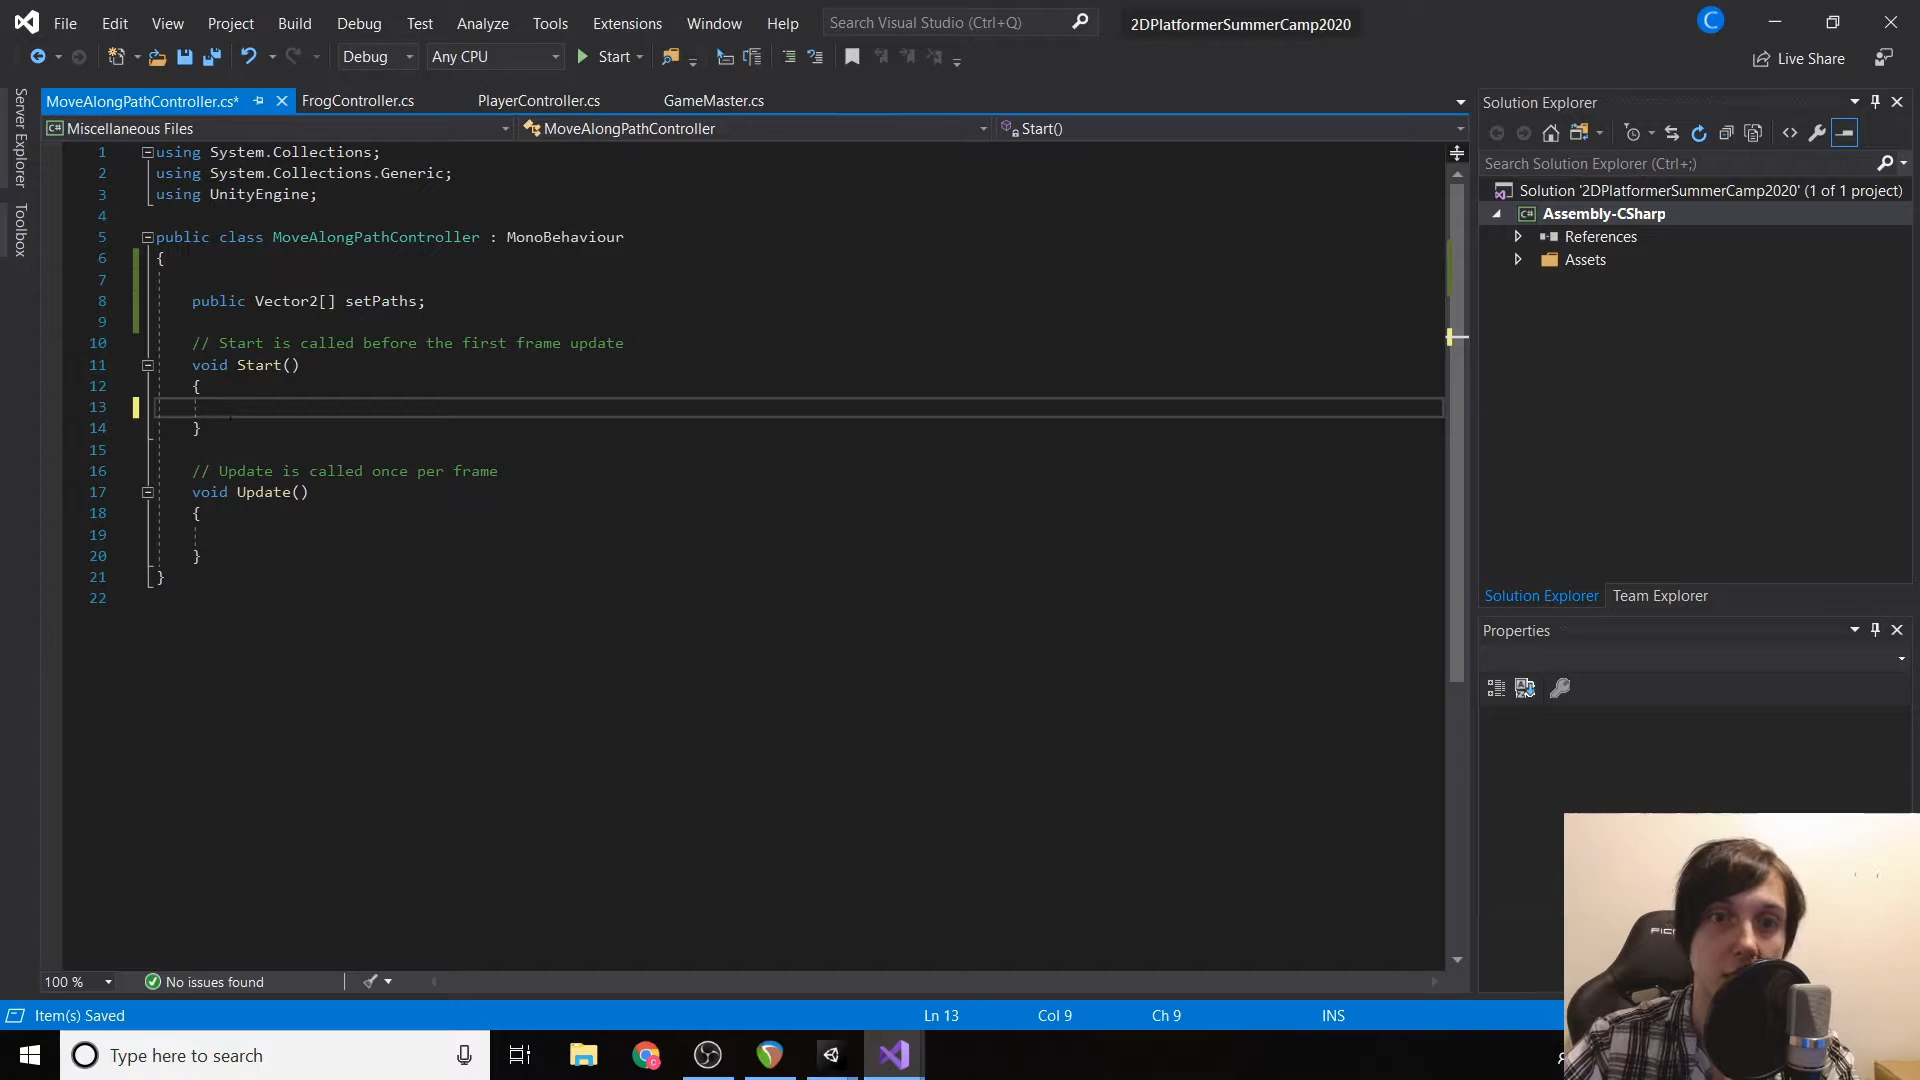 File Edit View Project Build Debug Test Analyze Tools Extensions Window Help Search Visual Studio (Ctrl+Q) 2DPlatformerSummerCamp2020 C
Debug Any CPU Start Live Share
Server Explorer
Toolbox
MoveAlongPathController.cs* FrogController.cs PlayerController.cs GameMaster.cs
Miscellaneous Files MoveAlongPathController Start()
1 using System.Collections;
2 using System.Collections.Generic;
3 using UnityEngine;
4
5 public class MoveAlongPathController : MonoBehaviour
6 {
7
8 public Vector2[] setPaths;
9
10 // Start is called before the first frame update
11 void Start()
12 {
13
14 }
15
16 // Update is called once per frame
17 void Update()
18 {
19
20 }
21 }
22
100 % No issues found
Solution Explorer
Search Solution Explorer (Ctrl+;)
Solution '2DPlatformerSummerCamp2020' (1 of 1 project)
C# Assembly-CSharp
References
Assets
Solution Explorer Team Explorer
Properties
Item(s) Saved Ln 13 Col 9 Ch 9 INS
Type here to search